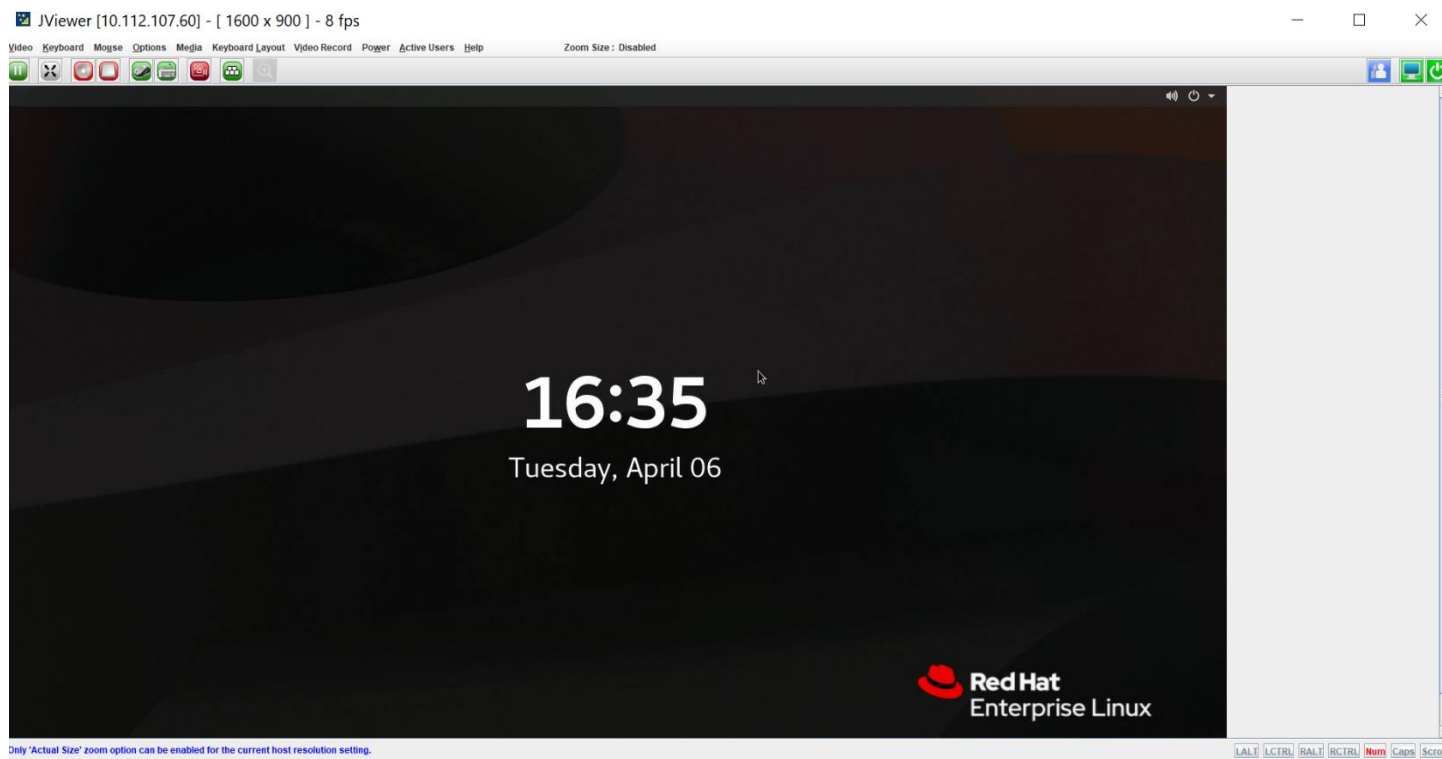 JViewer [10.112.107.60] - [ 1600 x 900 ] - 8 fps
Video Keyboard Mouse Options Media Keyboard Layout Video Record Power Active Users Help Zoom Size : Disabled
16:35
Tuesday, April 06
Red Hat
Enterprise Linux
Only 'Actual Size' zoom option can be enabled for the current host resolution setting.
LALT LCTRL RALT RCTRL Num Caps Scro